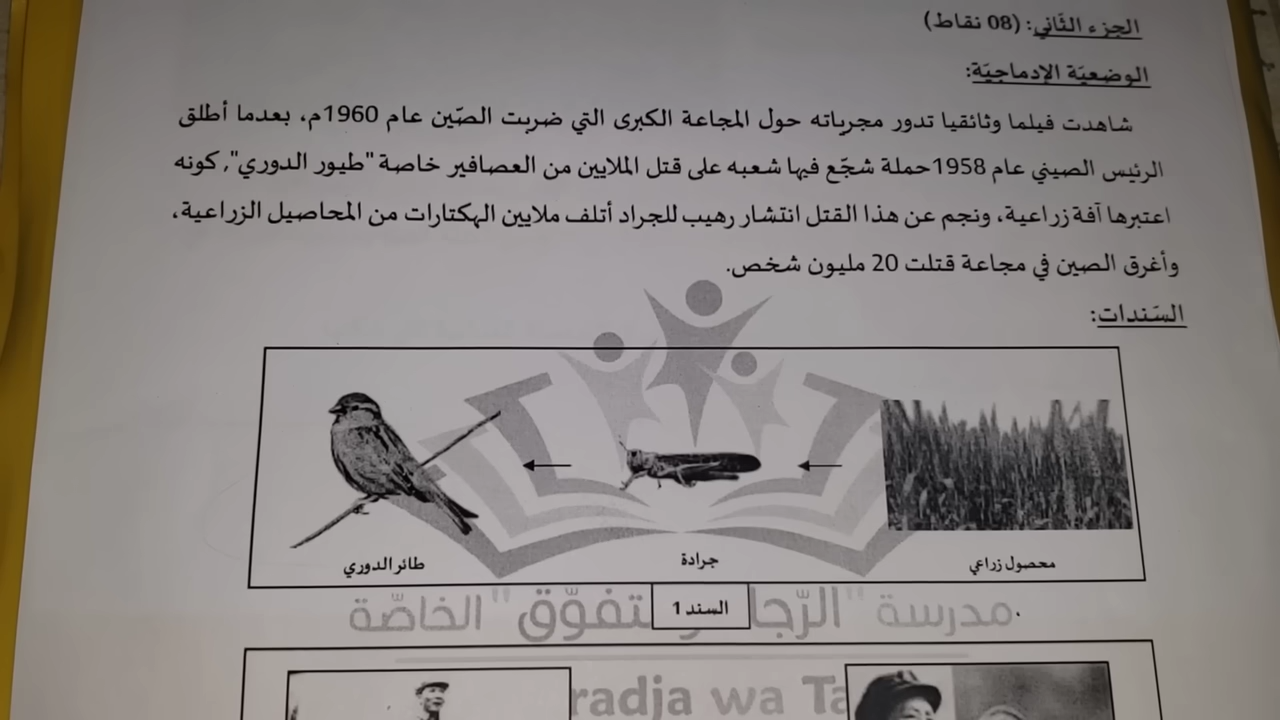 الجزء الثّاني: (08 نقاط)
الوضعيّة الإدماجيّة:
شاهدت فيلما وثائقيا تدور مجرياته حول المجاعة الكبرى التي ضربت الصّين عام 1960م، بعدما أطلق
الرئيس الصيني عام 1958حملة شجّع فيها شعبه على قتل الملايين من العصافير خاصة "طيور الدوري", كونه
اعتبرها آفة زراعية، ونجم عن هذا القتل انتشار رهيب للجراد أتلف ملايين الهكتارات من المحاصيل الزراعية،
وأغرق الصين في مجاعة قتلت 20 مليون شخص.
السّندات:
محصول زراعي
جرادة
طائر الدوري
السند 1
مدرسة "الرّجا تفوّق" الخاصّة
radja wa Ta